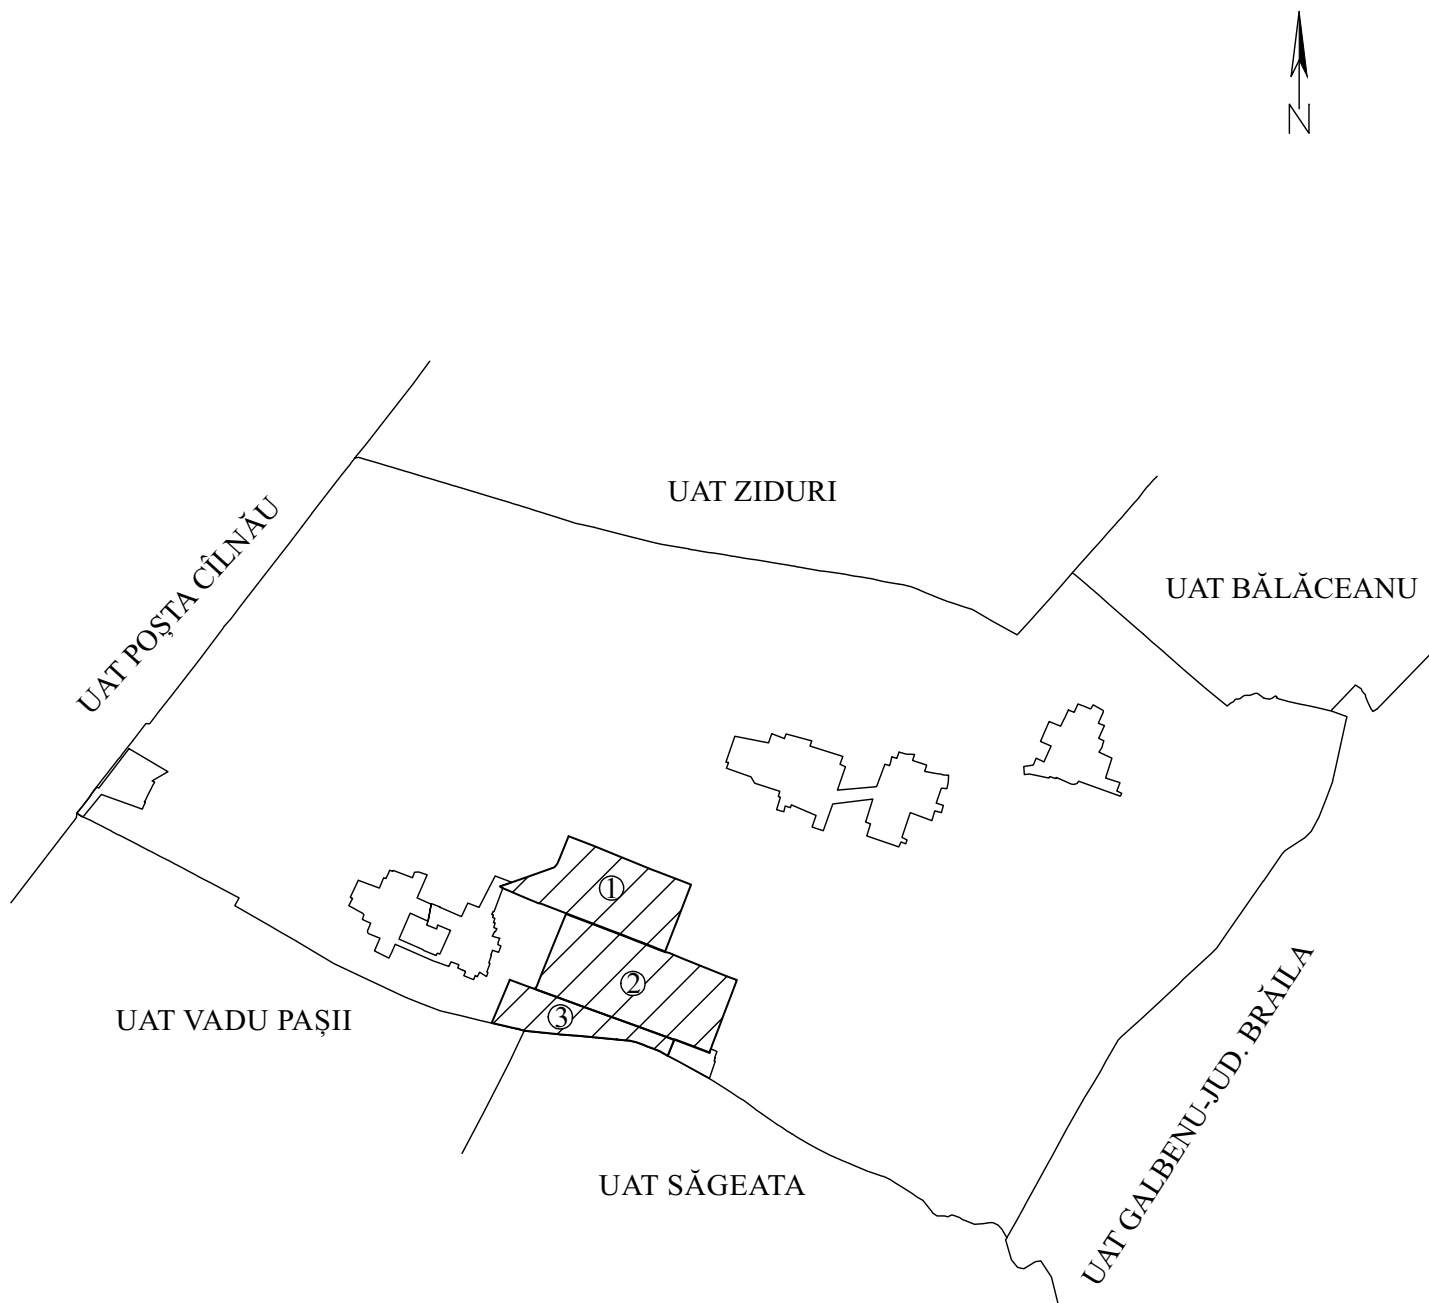 N
UAT ZIDURI
UAT POȘTA CÎLNĂU
UAT BĂLĂCEANU
①
②
③
UAT VADU PAȘII
UAT GALBENU-JUD. BRĂILA
UAT SĂGEATA